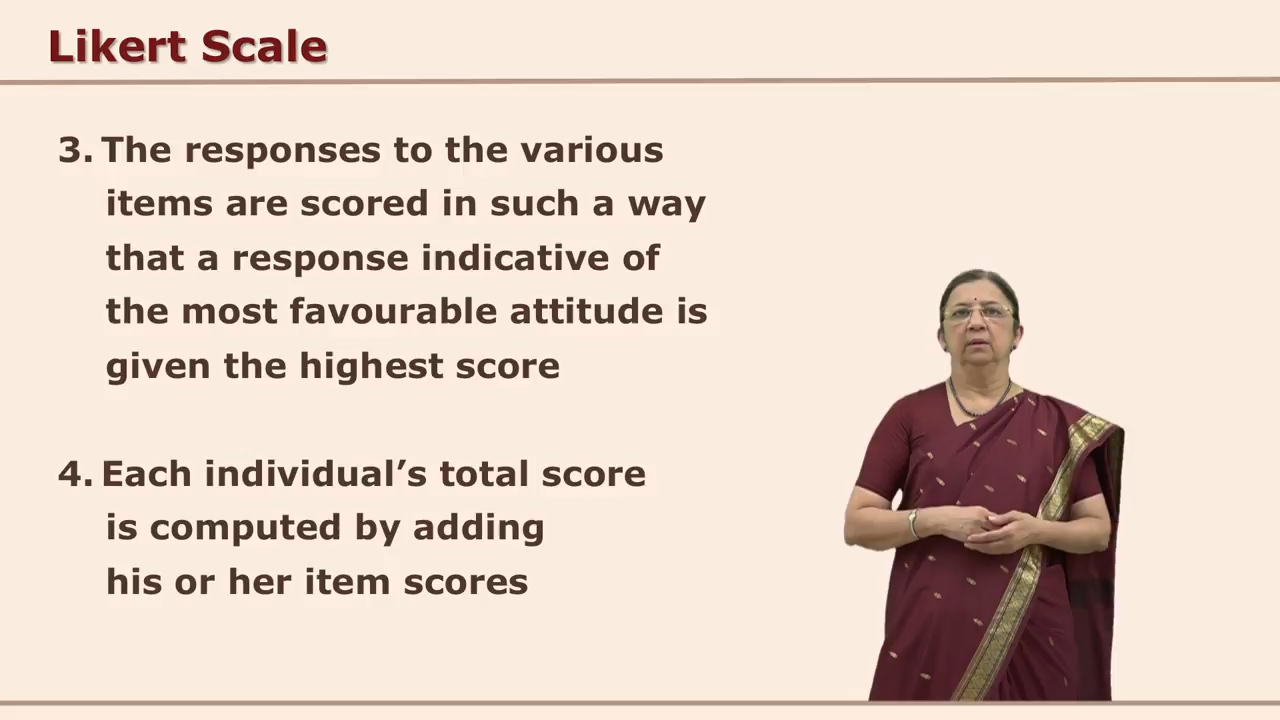 Likert Scale
3. The responses to the various
items are scored in such a way
that a response indicative of
the most favourable attitude is
given the highest score
4. Each individual’s total score
is computed by adding
his or her item scores